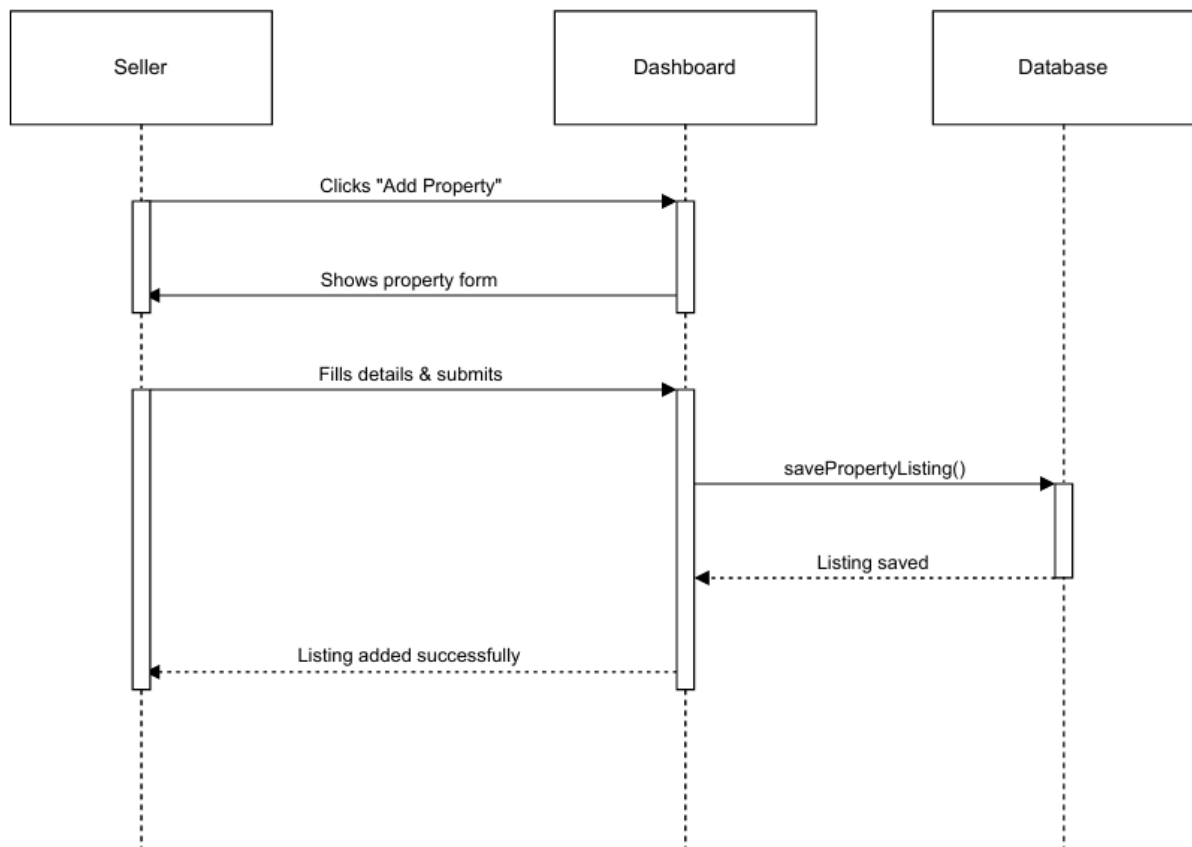 Seller
Dashboard
Database
Clicks "Add Property"
Shows property form
Fills details & submits
savePropertyListing()
Listing saved
Listing added successfully